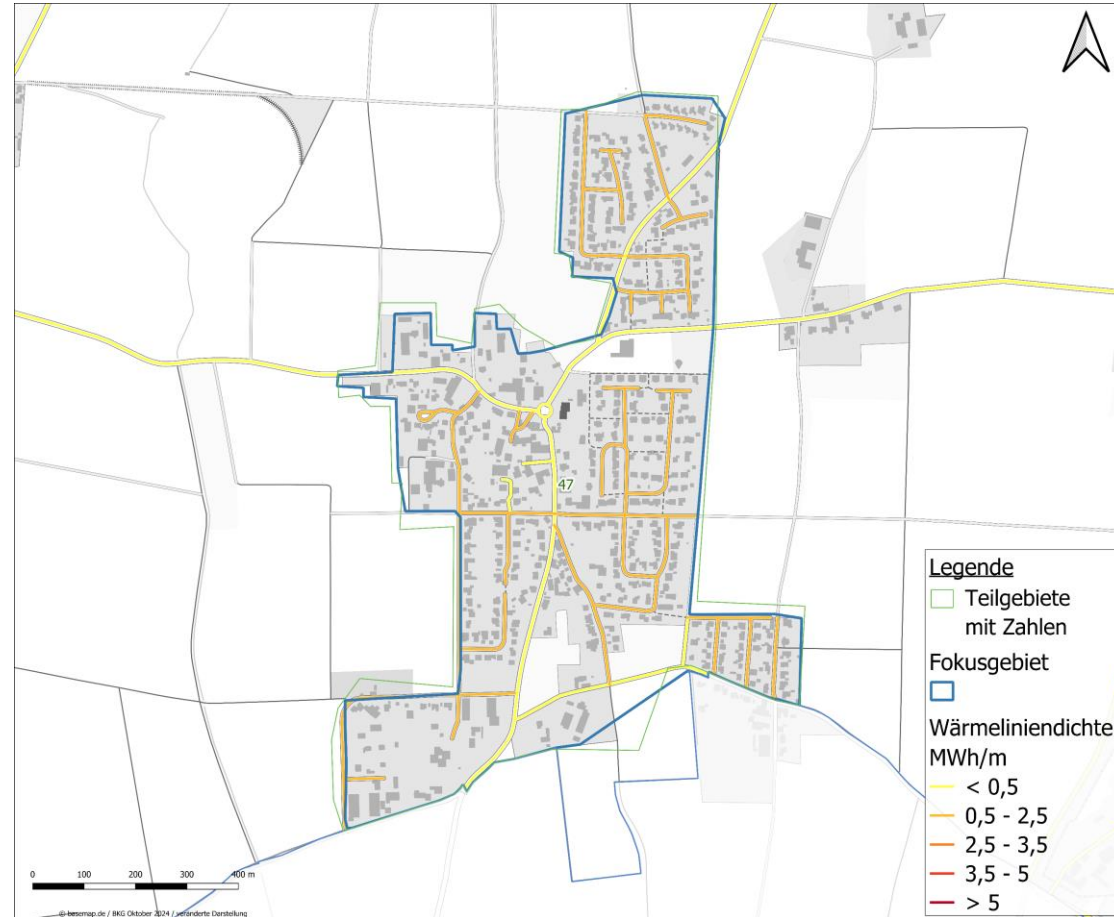 47
Legende
Teilgebiete
mit Zahlen
Fokusgebiet
Wärmeliniendichte
MWh/m
< 0,5
0,5 - 2,5
2,5 - 3,5
3,5 - 5
> 5
0 100 200 300 400 m
© basemap.de / BKG Oktober 2024 / veränderte Darstellung